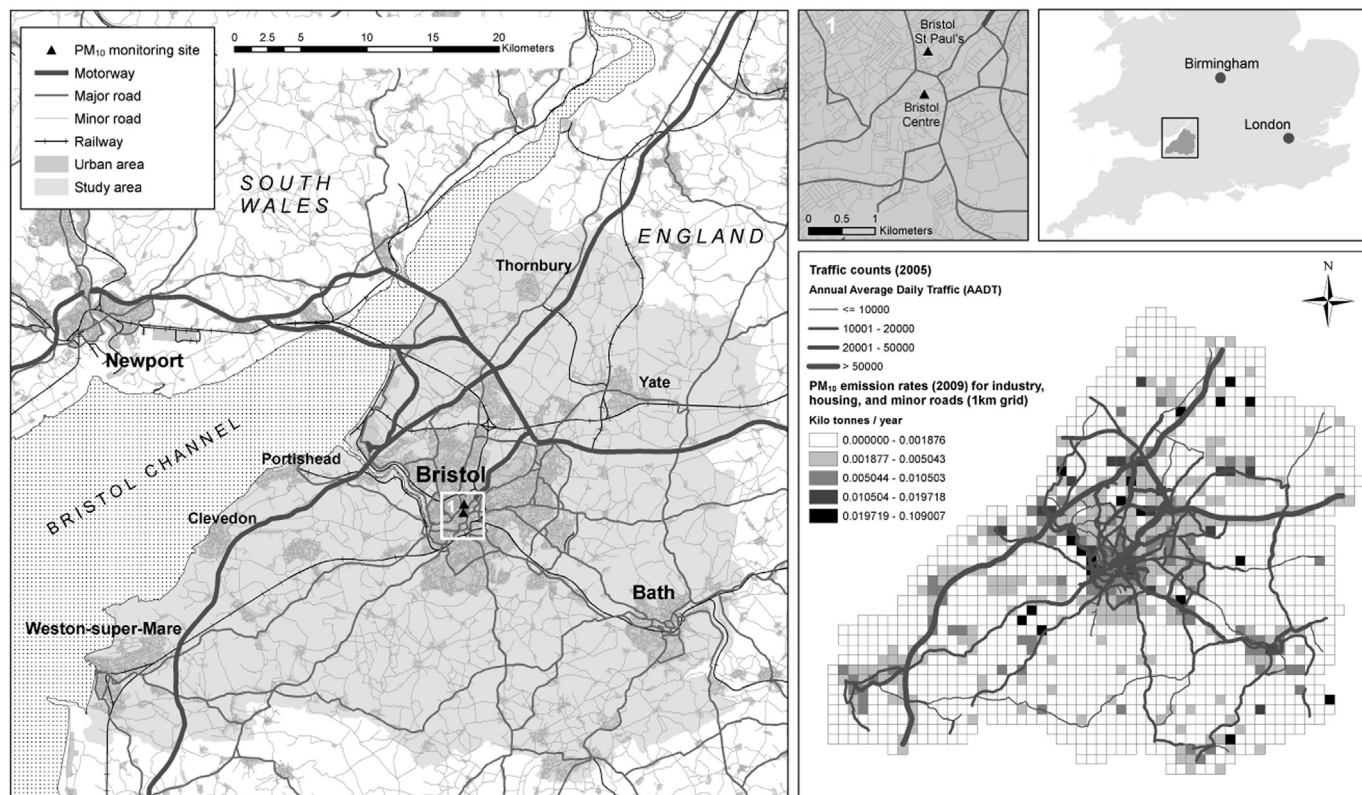 PM₁₀ monitoring site
Motorway
Major road
Minor road
Railway
Urban area
Study area
0 2.5 5 10 15 20
Kilometers
SOUTH
WALES
ENGLAND
Thornbury
Newport
Yate
BRISTOL CHANNEL
Portishead
Bristol
Clevedon
Bath
Weston-super-Mare
1
Bristol
St Paul's
Bristol
Centre
0 0.5 1
Kilometers
Birmingham
London
Traffic counts (2005)
Annual Average Daily Traffic (AADT)
<= 10000
10001 - 20000
20001 - 50000
> 50000
PM₁₀ emission rates (2009) for industry,
housing, and minor roads (1km grid)
Kilo tonnes / year
0.000000 - 0.001876
0.001877 - 0.005043
0.005044 - 0.010503
0.010504 - 0.019718
0.019719 - 0.109007
N